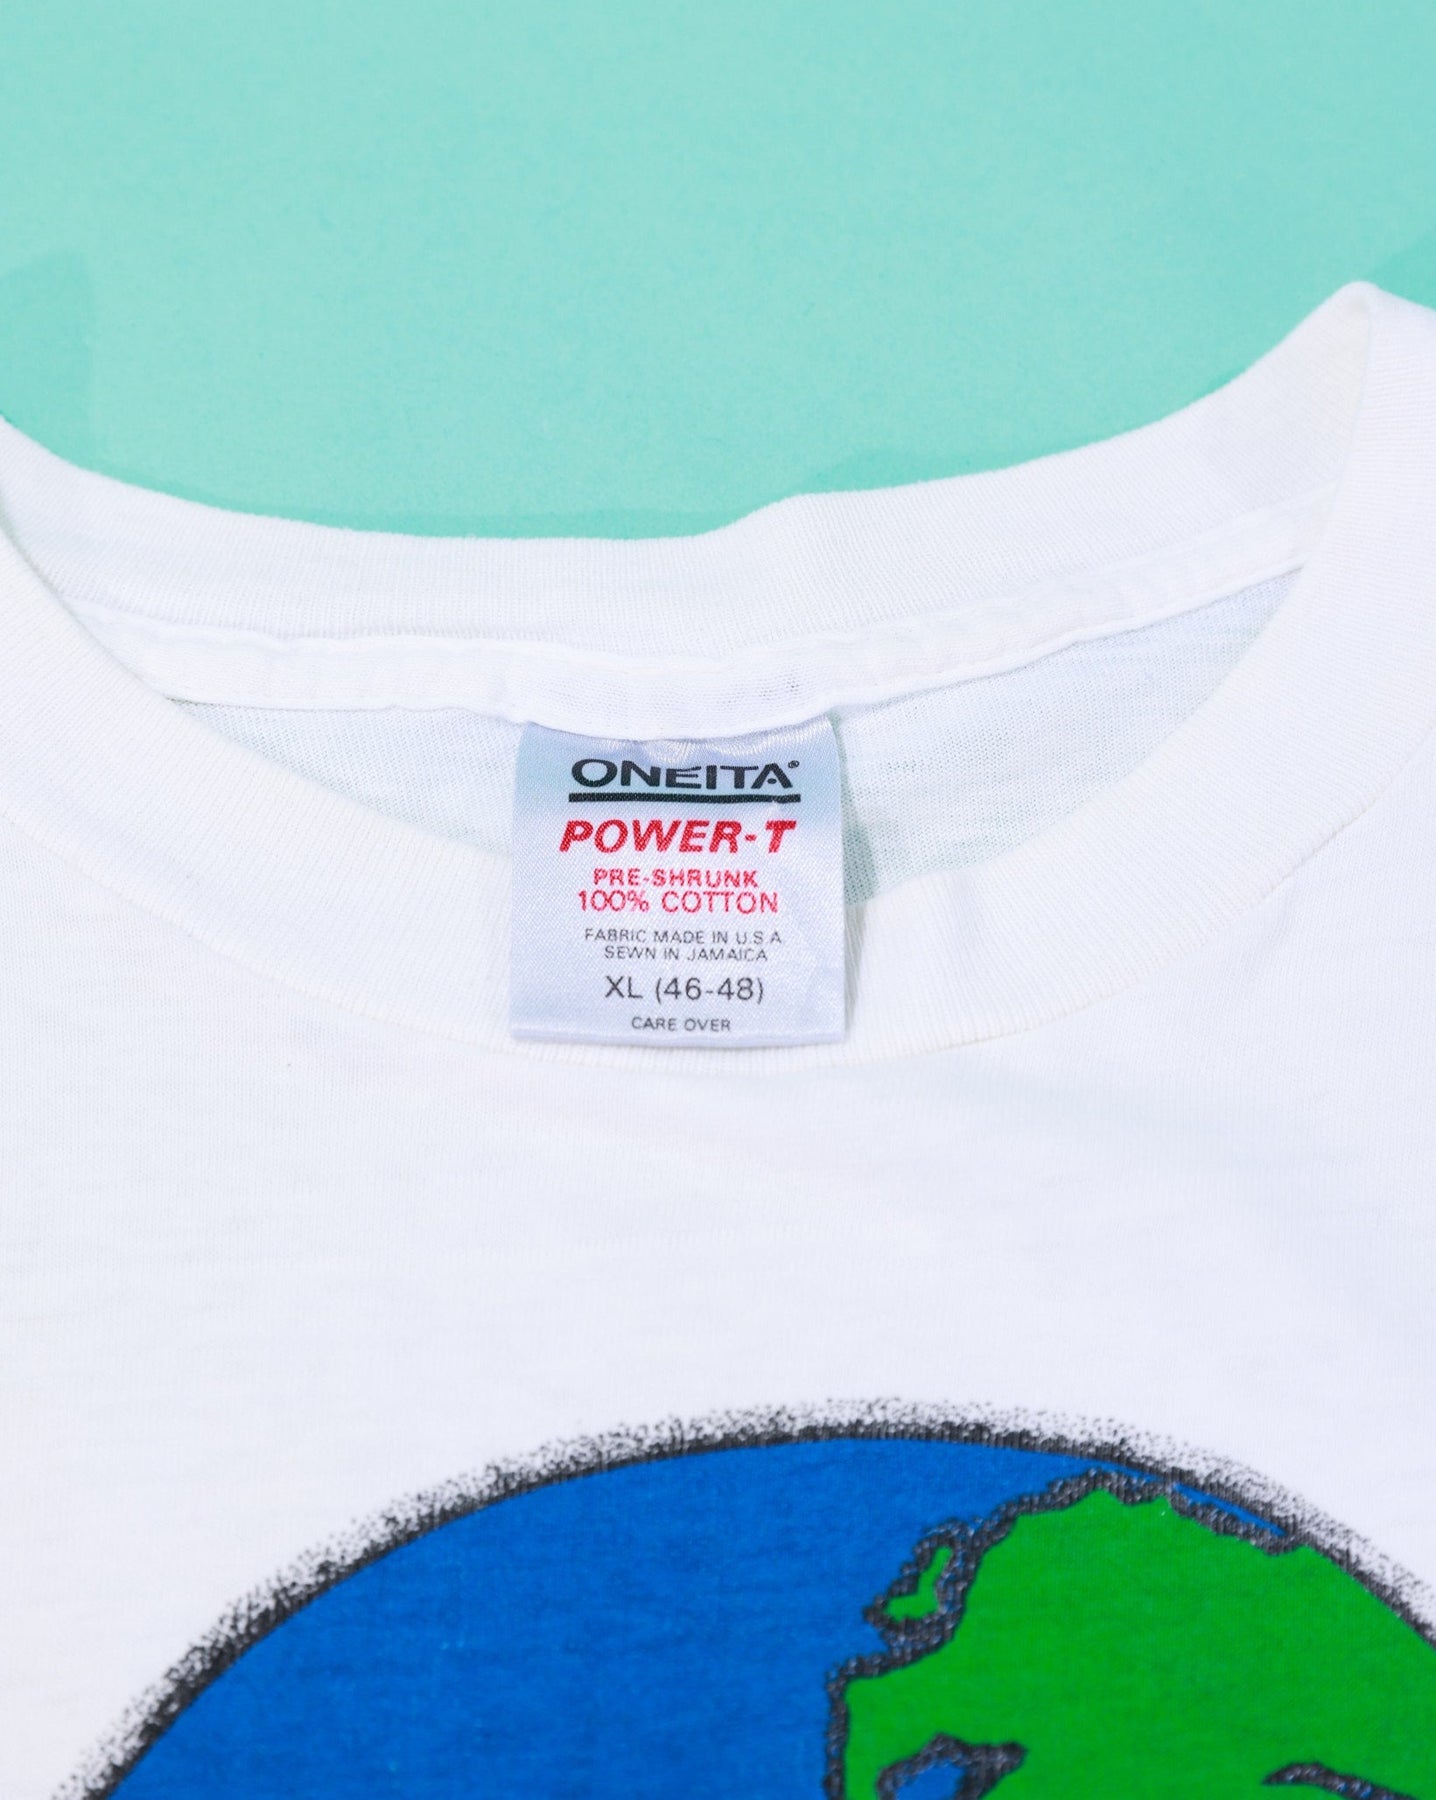 ONEITA®
POWER-T
PRE-SHRUNK
100% COTTON
FABRIC MADE IN U.S.A.
SEWN IN JAMAICA
XL (46-48)
CARE OVER